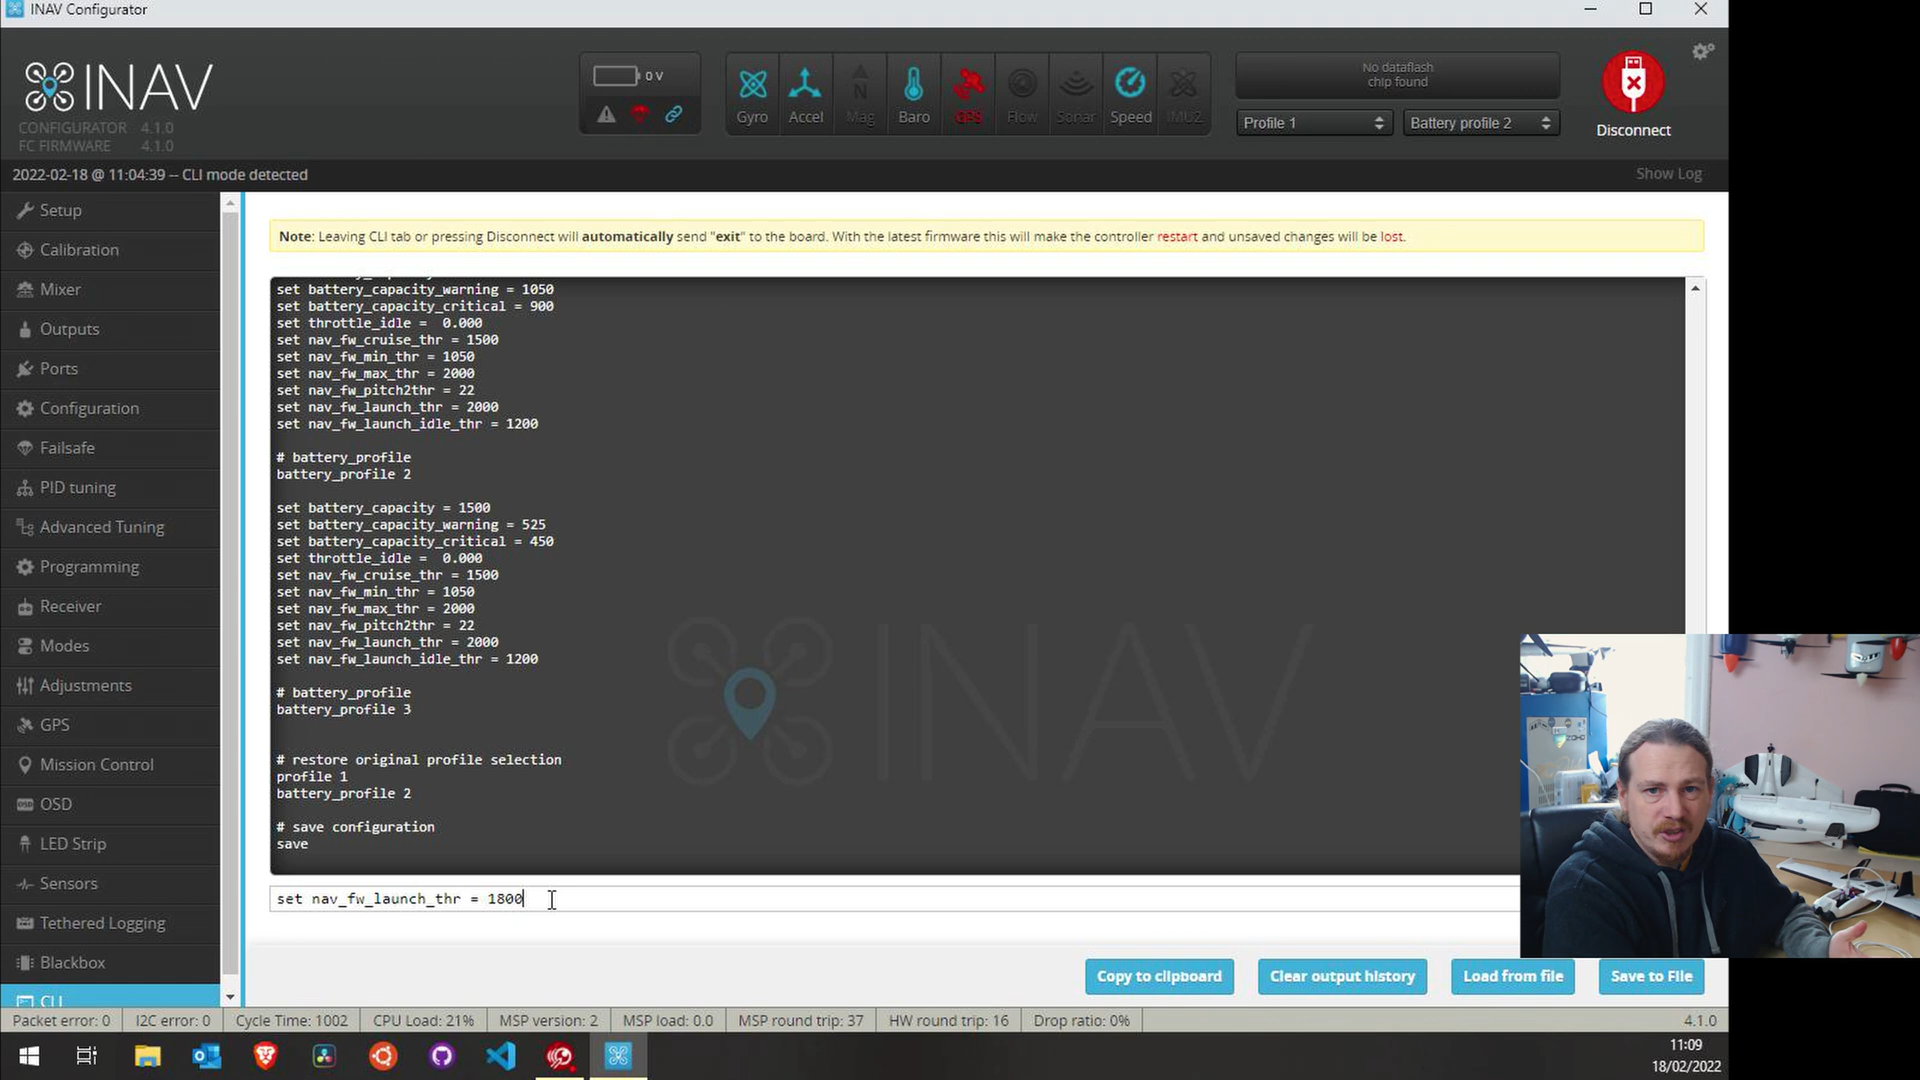 INAV Configurator
INAV
CONFIGURATOR 4.1.0
FC FIRMWARE 4.1.0
0 V
Gyro
Accel
Mag
Baro
GPS
Flow
Sonar
Speed
IMU2
No dataflash
chip found
Profile 1
Battery profile 2
Disconnect
2022-02-18 @ 11:04:39 -- CLI mode detected
Show Log
Setup
Calibration
Mixer
Outputs
Ports
Configuration
Failsafe
PID tuning
Advanced Tuning
Programming
Receiver
Modes
Adjustments
GPS
Mission Control
OSD
LED Strip
Sensors
Tethered Logging
Blackbox
CLI
Note: Leaving CLI tab or pressing Disconnect will automatically send "exit" to the board. With the latest firmware this will make the controller restart and unsaved changes will be lost.
set battery_capacity_warning = 1050
set battery_capacity_critical = 900
set throttle_idle =  0.000
set nav_fw_cruise_thr = 1500
set nav_fw_min_thr = 1050
set nav_fw_max_thr = 2000
set nav_fw_pitch2thr = 22
set nav_fw_launch_thr = 2000
set nav_fw_launch_idle_thr = 1200
# battery_profile
battery_profile 2
set battery_capacity = 1500
set battery_capacity_warning = 525
set battery_capacity_critical = 450
set throttle_idle =  0.000
set nav_fw_cruise_thr = 1500
set nav_fw_min_thr = 1050
set nav_fw_max_thr = 2000
set nav_fw_pitch2thr = 22
set nav_fw_launch_thr = 2000
set nav_fw_launch_idle_thr = 1200
# battery_profile
battery_profile 3
# restore original profile selection
profile 1
battery_profile 2
# save configuration
save
INAV
set nav_fw_launch_thr = 1800
Copy to clipboard
Clear output history
Load from file
Save to File
Packet error: 0
I2C error: 0
Cycle Time: 1002
CPU Load: 21%
MSP version: 2
MSP load: 0.0
MSP round trip: 37
HW round trip: 16
Drop ratio: 0%
4.1.0
11:09
18/02/2022